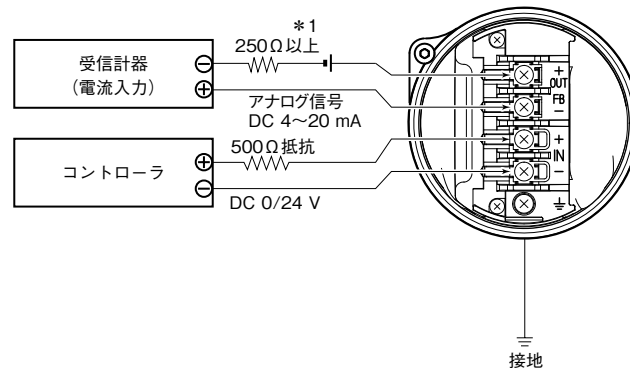 *1
250Ω以上
受信計器
(電流入力)
⊖
⊕
アナログ信号
DC 4〜20 mA
500Ω抵抗
コントローラ
⊕
⊖
DC 0/24 V
+
OUT
FB
−
+
IN
−
接地